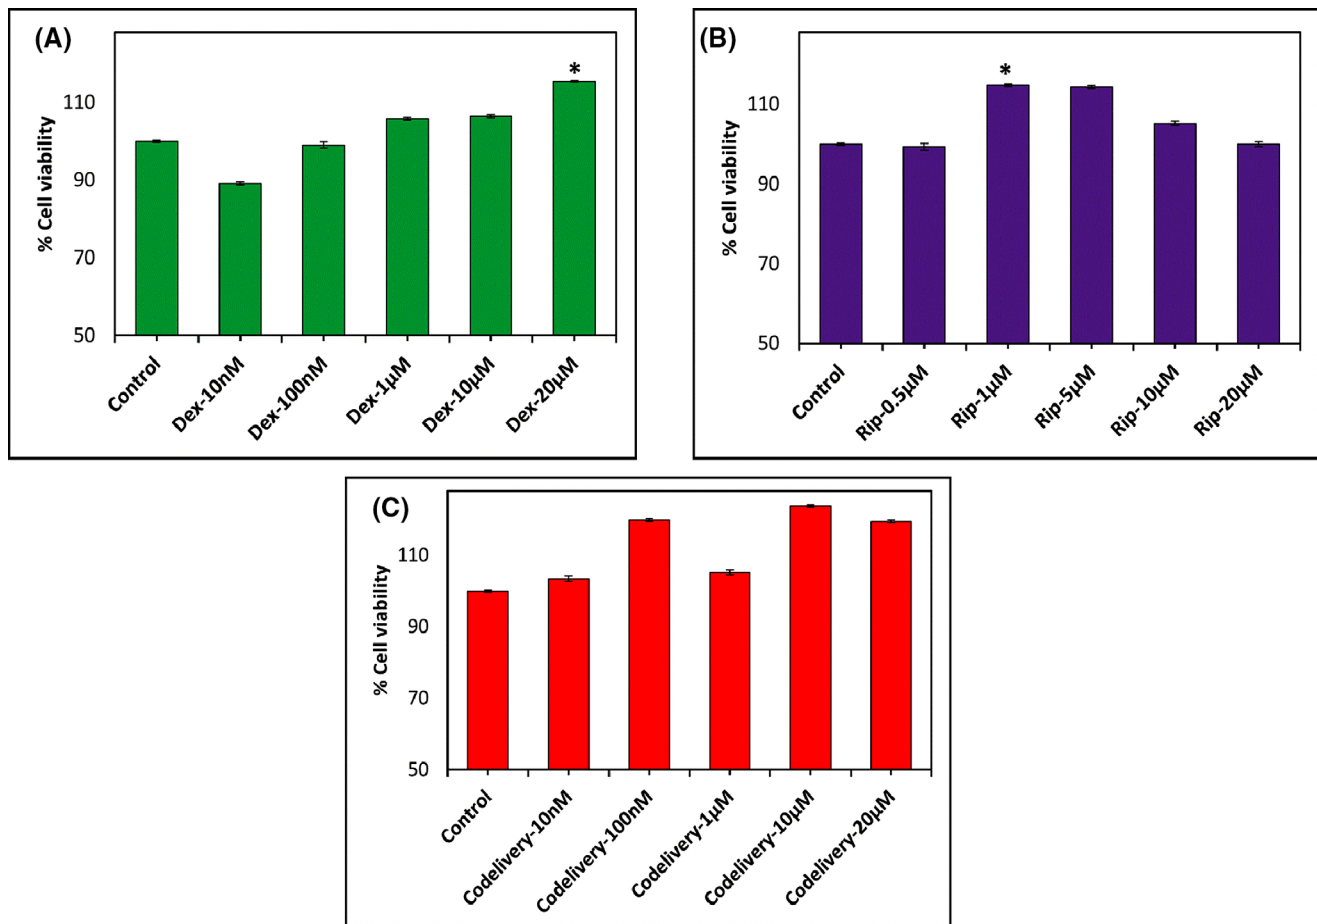 (A)
*
% Cell viability
110
90
70
50
Control
Dex-10nM
Dex-100nM
Dex-1µM
Dex-10µM
Dex-20µM
(B)
*
% Cell viability
110
90
70
50
Control
Rip-0.5µM
Rip-1µM
Rip-5µM
Rip-10µM
Rip-20µM
(C)
% Cell viability
110
90
70
50
Control
Codelivery-10nM
Codelivery-100nM
Codelivery-1µM
Codelivery-10µM
Codelivery-20µM